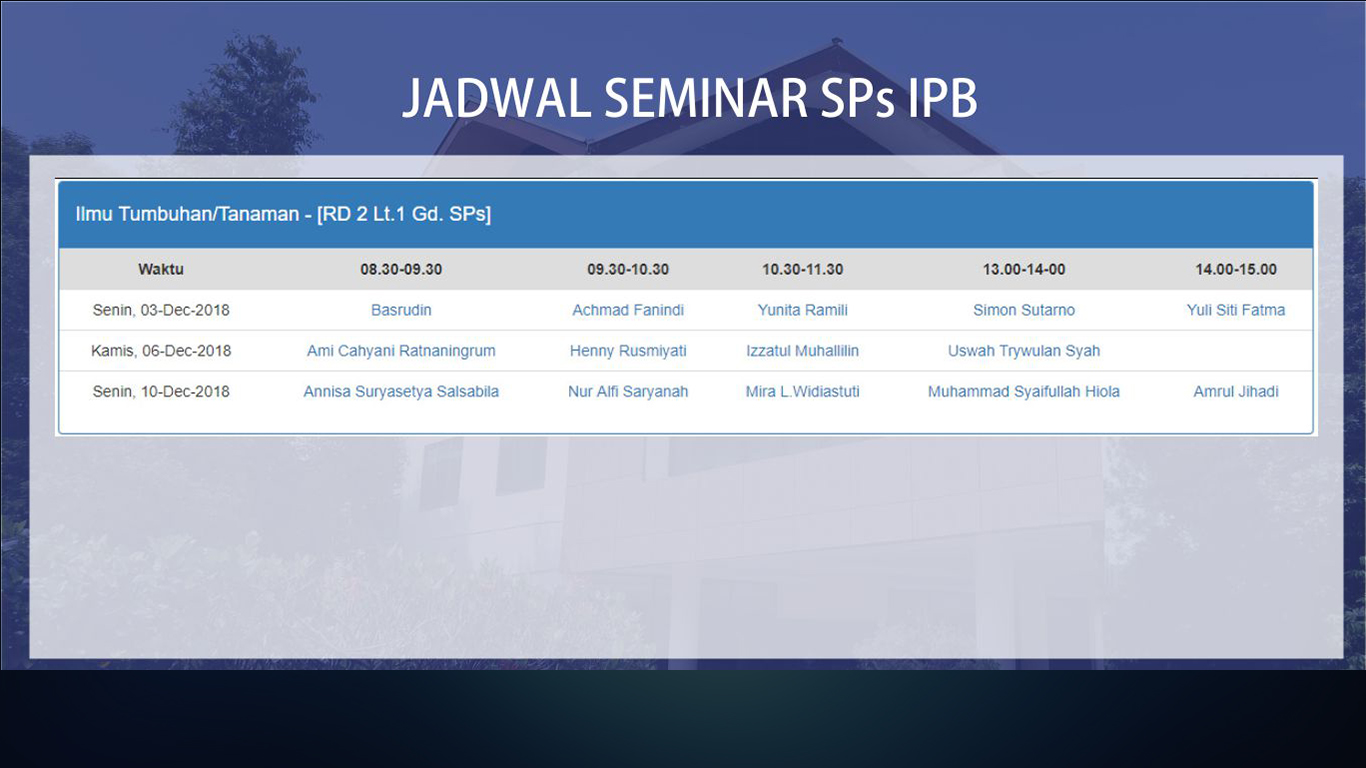 JADWAL SEMINAR SPs IPB
Ilmu Tumbuhan/Tanaman - [RD 2 Lt.1 Gd. SPs]
Waktu 08.30-09.30 09.30-10.30 10.30-11.30 13.00-14-00 14.00-15.00
Senin, 03-Dec-2018 Basrudin Achmad Fanindi Yunita Ramili Simon Sutarno Yuli Siti Fatma
Kamis, 06-Dec-2018 Ami Cahyani Ratnaningrum Henny Rusmiyati Izzatul Muhallilin Uswah Trywulan Syah
Senin, 10-Dec-2018 Annisa Suryasetya Salsabila Nur Alfi Saryanah Mira L.Widiastuti Muhammad Syaifullah Hiola Amrul Jihadi